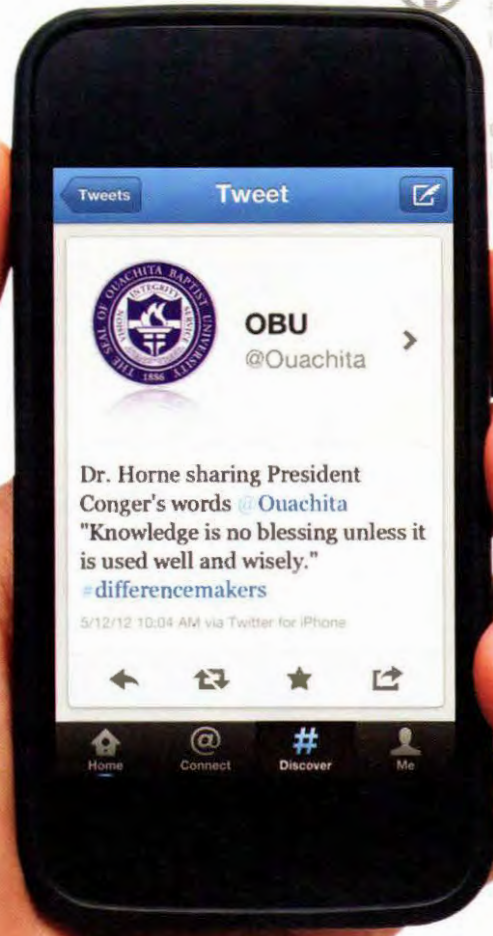 Tweets
Tweet
THE SEAL OF OUACHITA BAPTIST UNIVERSITY
VISION
INTEGRITY
SERVICE
1886
OBU
@Ouachita
Dr. Horne sharing President
Conger's words @Ouachita
"Knowledge is no blessing unless it
is used well and wisely."
#differencemakers
5/12/12 10:04 AM via Twitter for iPhone
Home
@
Connect
#
Discover
Me